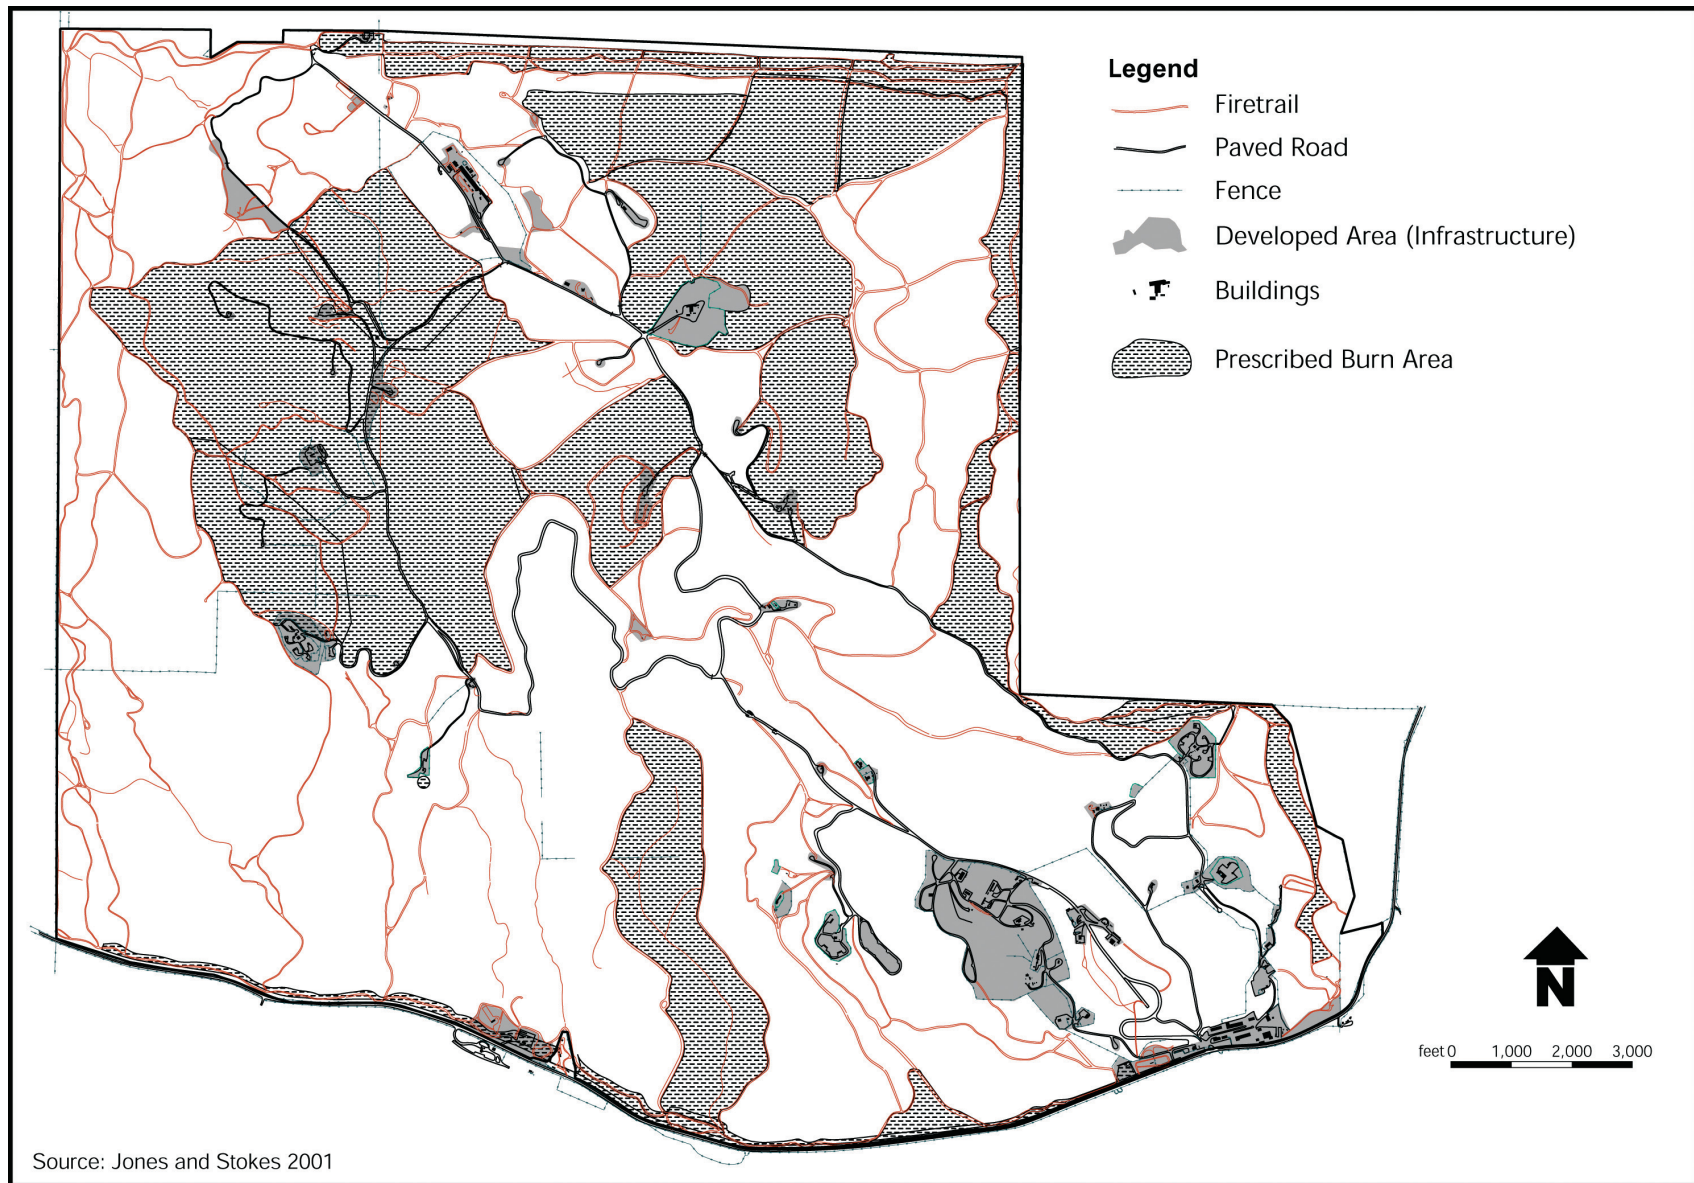 Legend
Firetrail
Paved Road
Fence
Developed Area (Infrastructure)
Buildings
Prescribed Burn Area
N
feet 0 1,000 2,000 3,000
Source: Jones and Stokes 2001